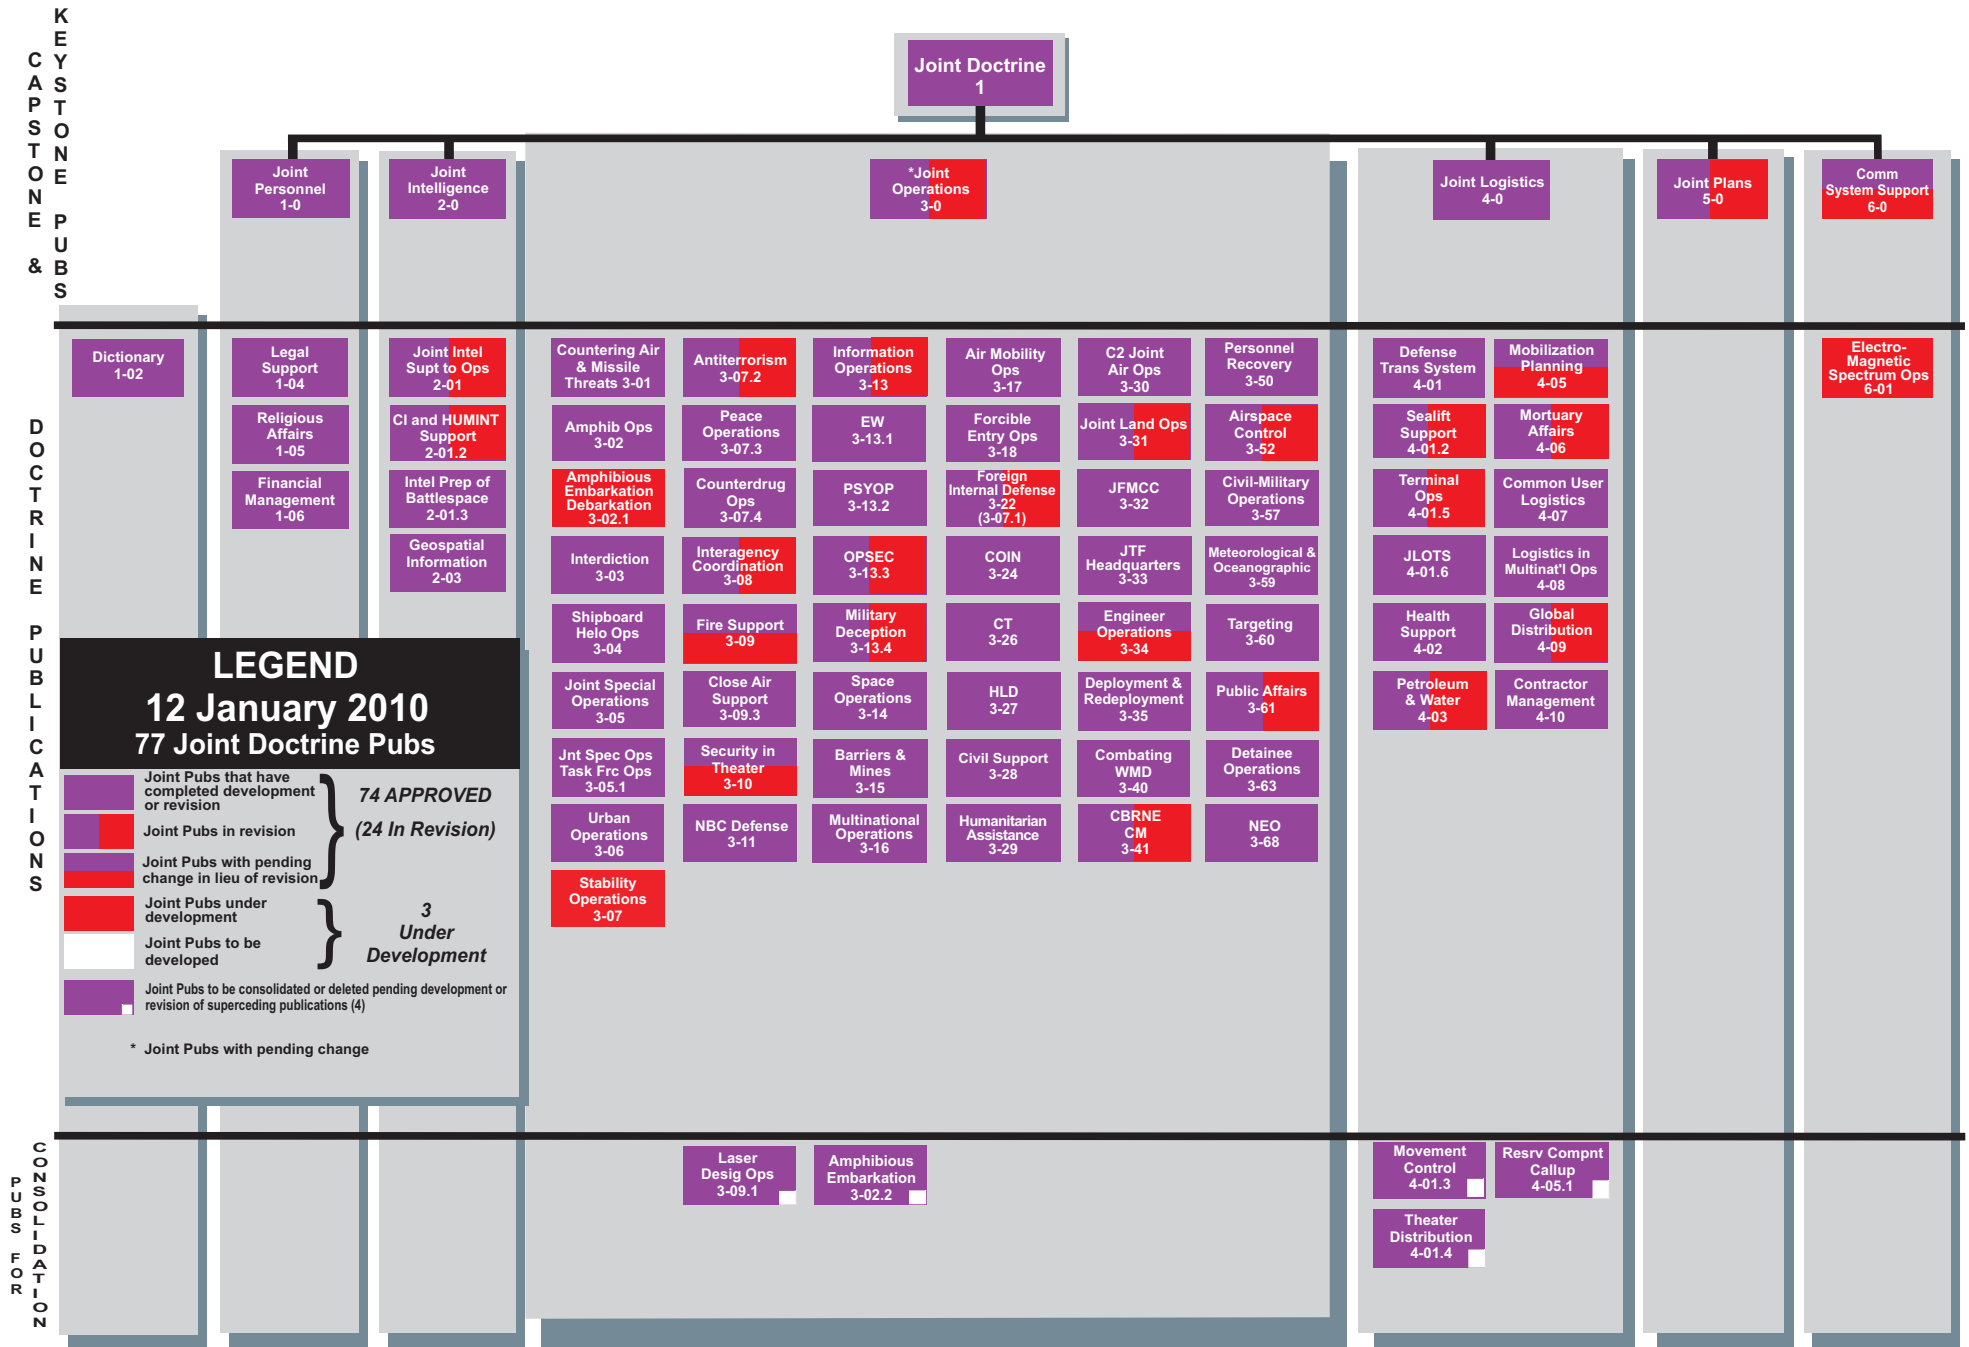 CAPSTONE &
KEYSTONE PUBS
Joint Doctrine
1
Joint
Personnel
1-0
Joint
Intelligence
2-0
*Joint
Operations
3-0
Joint Logistics
4-0
Joint Plans
5-0
Comm
System Support
6-0
DOCTRINE PUBLICATIONS
Dictionary
1-02
Legal
Support
1-04
Religious
Affairs
1-05
Financial
Management
1-06
Joint Intel
Supt to Ops
2-01
CI and HUMINT
Support
2-01.2
Intel Prep of
Battlespace
2-01.3
Geospatial
Information
2-03
Countering Air
& Missile
Threats 3-01
Amphib Ops
3-02
Amphibious
Embarkation
Debarkation
3-02.1
Interdiction
3-03
Shipboard
Helo Ops
3-04
Joint Special
Operations
3-05
Jnt Spec Ops
Task Frc Ops
3-05.1
Urban
Operations
3-06
Stability
Operations
3-07
Antiterrorism
3-07.2
Peace
Operations
3-07.3
Counterdrug
Ops
3-07.4
Interagency
Coordination
3-08
Fire Support
3-09
Close Air
Support
3-09.3
Security in
Theater
3-10
NBC Defense
3-11
Information
Operations
3-13
EW
3-13.1
PSYOP
3-13.2
OPSEC
3-13.3
Military
Deception
3-13.4
Space
Operations
3-14
Barriers &
Mines
3-15
Multinational
Operations
3-16
Air Mobility
Ops
3-17
Forcible
Entry Ops
3-18
Foreign
Internal Defense
3-22
(3-07.1)
COIN
3-24
CT
3-26
HLD
3-27
Civil Support
3-28
Humanitarian
Assistance
3-29
C2 Joint
Air Ops
3-30
Joint Land Ops
3-31
JFMCC
3-32
JTF
Headquarters
3-33
Engineer
Operations
3-34
Deployment &
Redeployment
3-35
Combating
WMD
3-40
CBRNE
CM
3-41
Personnel
Recovery
3-50
Airspace
Control
3-52
Civil-Military
Operations
3-57
Meteorological &
Oceanographic
3-59
Targeting
3-60
Public Affairs
3-61
Detainee
Operations
3-63
NEO
3-68
Defense
Trans System
4-01
Sealift
Support
4-01.2
Terminal
Ops
4-01.5
JLOTS
4-01.6
Health
Support
4-02
Petroleum
& Water
4-03
Mobilization
Planning
4-05
Mortuary
Affairs
4-06
Common User
Logistics
4-07
Logistics in
Multinat'l Ops
4-08
Global
Distribution
4-09
Contractor
Management
4-10
Electro-
Magnetic
Spectrum Ops
6-01
LEGEND
12 January 2010
77 Joint Doctrine Pubs
Joint Pubs that have
completed development
or revision
Joint Pubs in revision
Joint Pubs with pending
change in lieu of revision
74 APPROVED
(24 In Revision)
Joint Pubs under
development
Joint Pubs to be
developed
3
Under
Development
Joint Pubs to be consolidated or deleted pending development or
revision of superceding publications (4)
* Joint Pubs with pending change
PUBS FOR
CONSOLIDATION
Laser
Desig Ops
3-09.1
Amphibious
Embarkation
3-02.2
Movement
Control
4-01.3
Resrv Compnt
Callup
4-05.1
Theater
Distribution
4-01.4